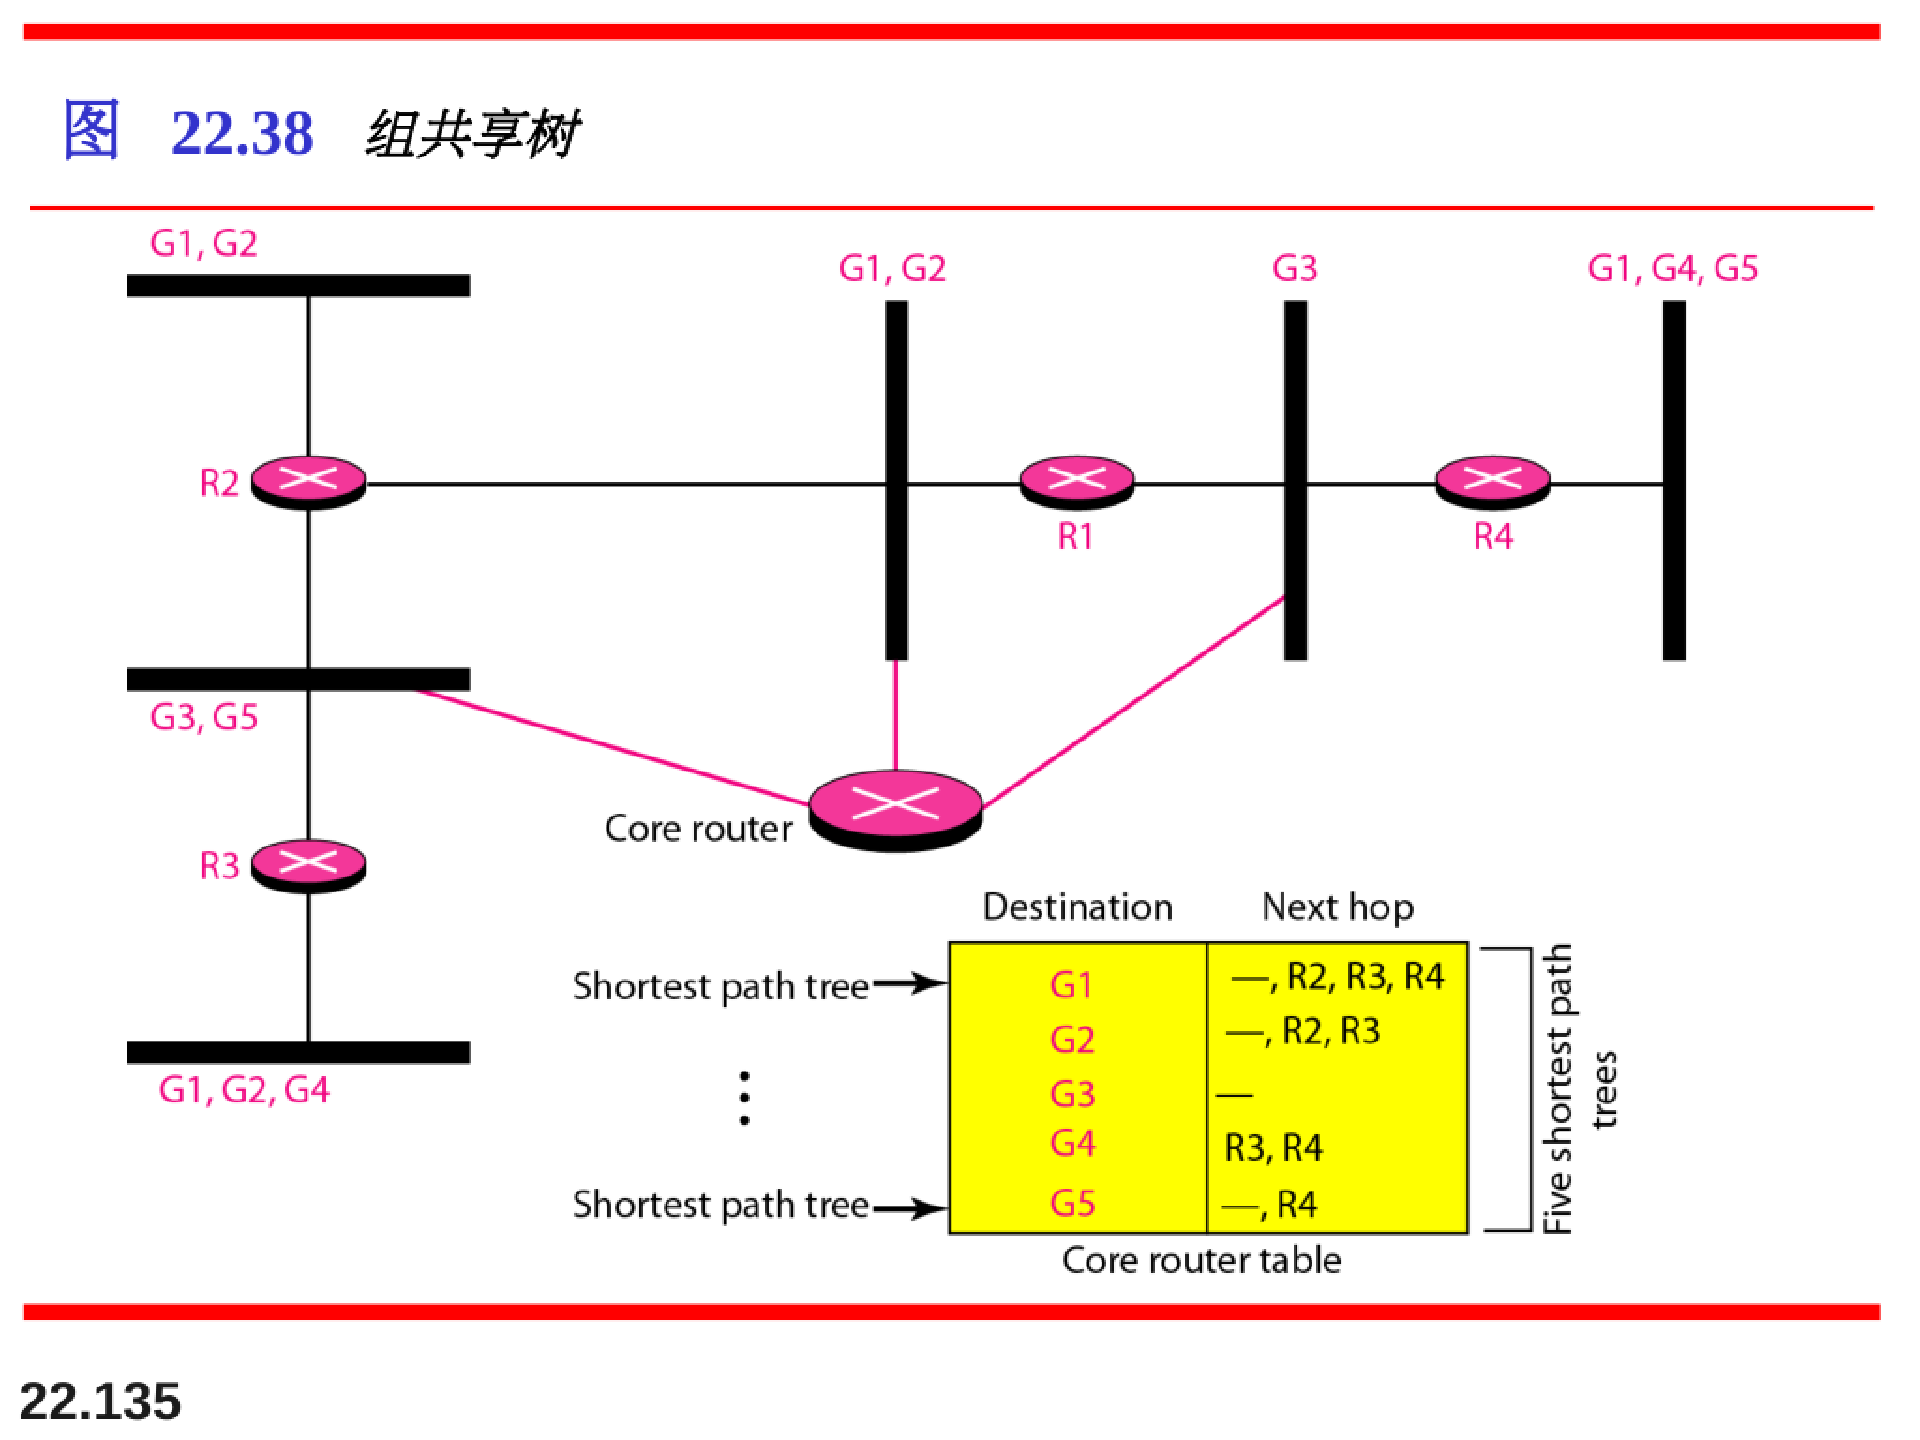 图 22.38 组共享树
G1, G2
G1, G2
G3
G1, G4, G5
R2
R1
R4
G3, G5
Core router
R3
G1, G2, G4
Destination Next hop
Shortest path tree G1 —, R2, R3, R4
G2 —, R2, R3
G3 —
G4 R3, R4
Shortest path tree G5 —, R4
Five shortest path
trees
Core router table
22.135